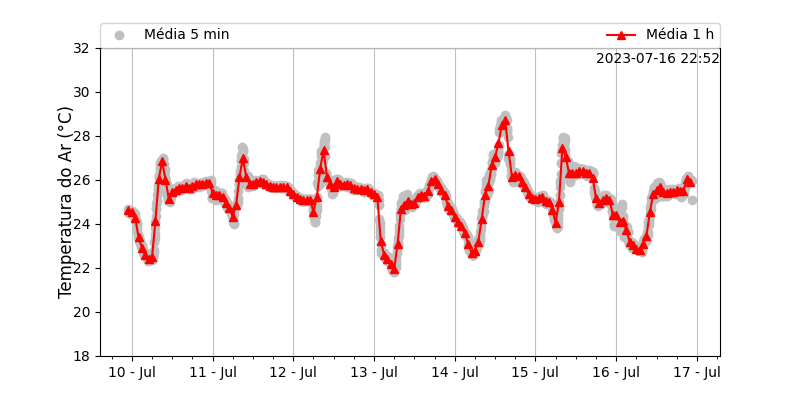 Média 5 min
Média 1 h
2023-07-16 22:52
Temperatura do Ar (°C)
32
30
28
26
24
22
20
18
10 - Jul
11 - Jul
12 - Jul
13 - Jul
14 - Jul
15 - Jul
16 - Jul
17 - Jul